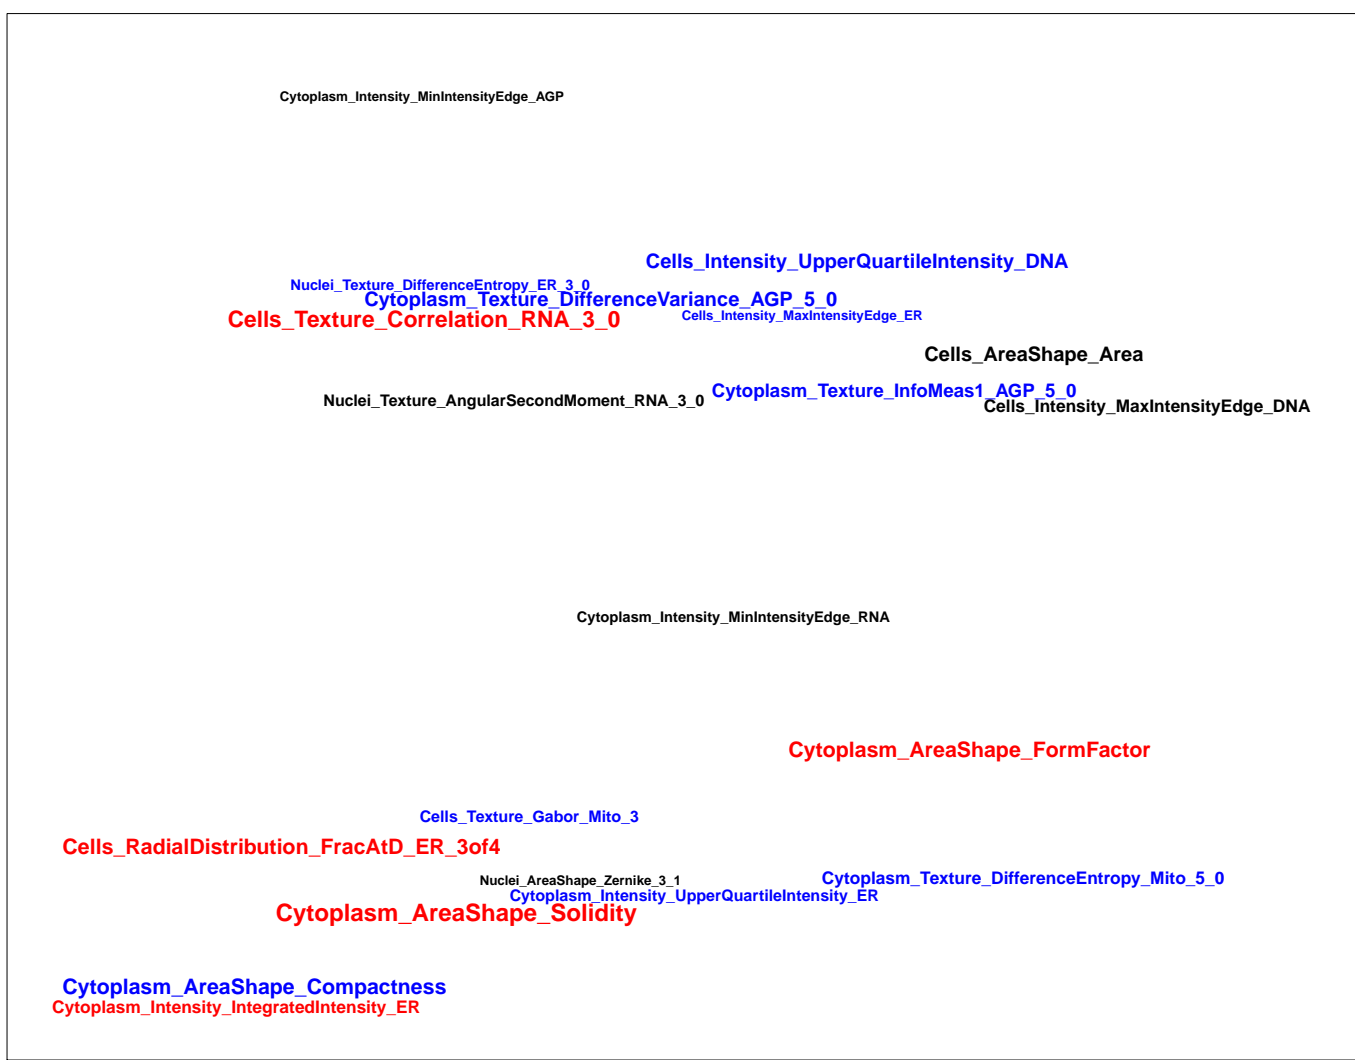 Cytoplasm_Intensity_MinIntensityEdge_AGP
Cells_Intensity_UpperQuartileIntensity_DNA
Nuclei_Texture_DifferenceEntropy_ER_3_0
Cytoplasm_Texture_DifferenceVariance_AGP_5_0
Cells_Intensity_MaxIntensityEdge_ER
Cells_Texture_Correlation_RNA_3_0
Cells_AreaShape_Area
Cytoplasm_Texture_InfoMeas1_AGP_5_0
Nuclei_Texture_AngularSecondMoment_RNA_3_0
Cells_Intensity_MaxIntensityEdge_DNA
Cytoplasm_Intensity_MinIntensityEdge_RNA
Cytoplasm_AreaShape_FormFactor
Cells_Texture_Gabor_Mito_3
Cells_RadialDistribution_FracAtD_ER_3of4
Nuclei_AreaShape_Zernike_3_1
Cytoplasm_Texture_DifferenceEntropy_Mito_5_0
Cytoplasm_Intensity_UpperQuartileIntensity_ER
Cytoplasm_AreaShape_Solidity
Cytoplasm_AreaShape_Compactness
Cytoplasm_Intensity_IntegratedIntensity_ER